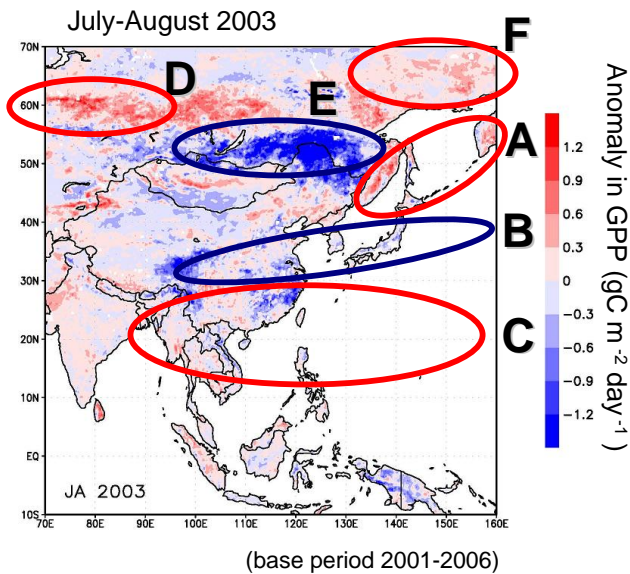 July-August 2003
F
D
E
A
B
C
70N
60N
50N
40N
30N
20N
10N
EQ
10S
70E
80E
90E
100E
110E
120E
130E
140E
150E
160E
JA 2003
1.2
0.9
0.6
0.3
0
−0.3
−0.6
−0.9
−1.2
Anomaly in GPP (gC m⁻² day⁻¹)
(base period 2001-2006)